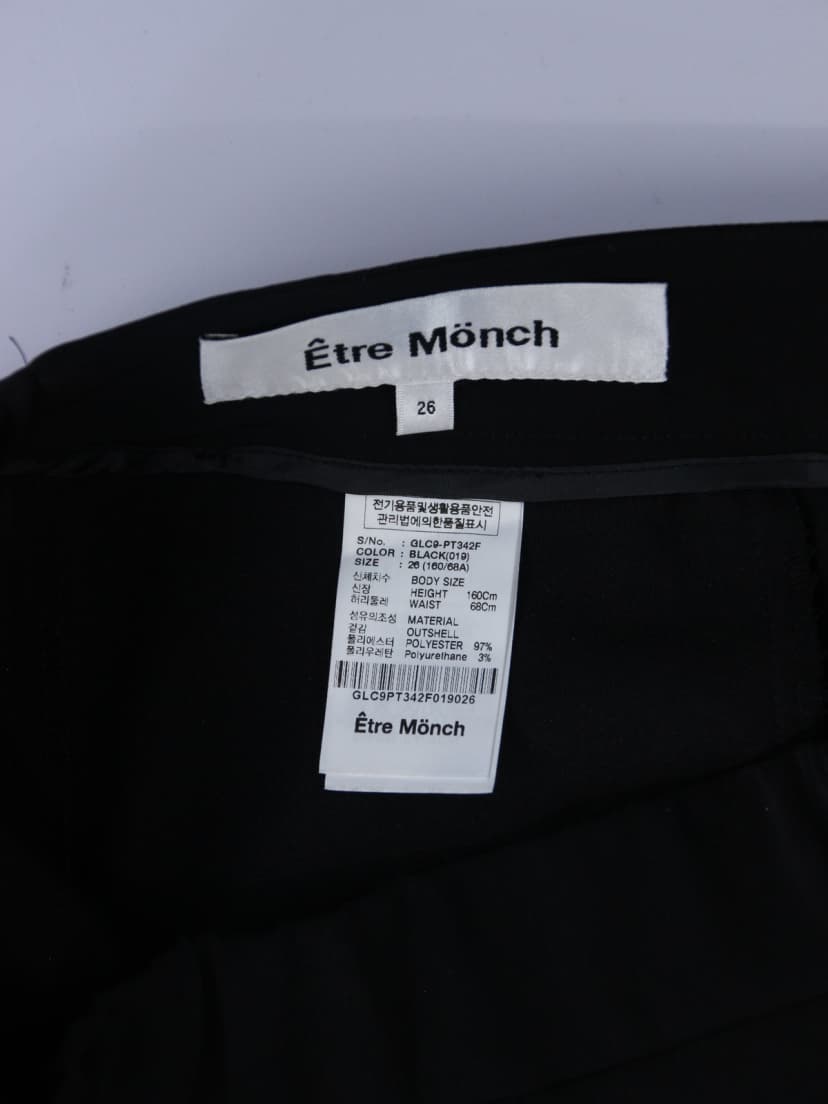 Être Mönch
26
전기용품및생활용품안전
관리법에의한품질표시
S/No. : GLC9-PT342F
COLOR : BLACK(019)
SIZE : 26 (160/68A)
신체치수 BODY SIZE
신장 HEIGHT 160Cm
허리둘레 WAIST 68Cm
섬유의조성 MATERIAL
겉감 OUTSHELL
폴리에스터 POLYESTER 97%
폴리우레탄 Polyurethane 3%
GLC9PT342F019026
Être Mönch